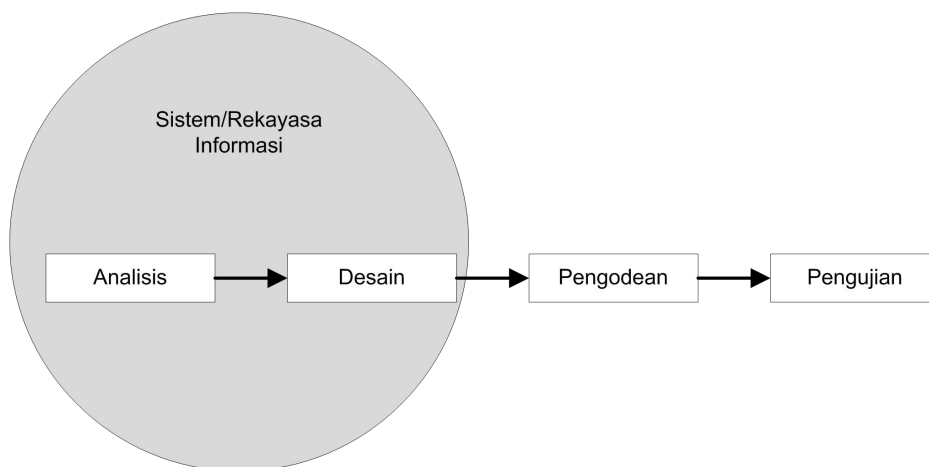 Sistem/Rekayasa
Informasi
Analisis
Desain
Pengodean
Pengujian